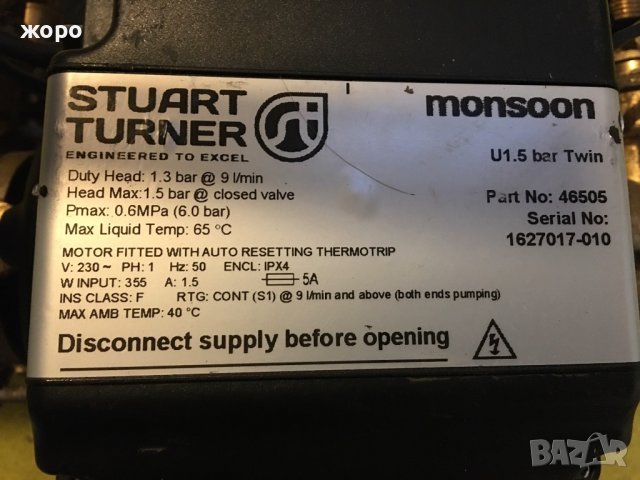 жоро
STUART
TURNER
ENGINEERED TO EXCEL
monsoon
U1.5 bar Twin
Duty Head: 1.3 bar @ 9 l/min
Head Max:1.5 bar @ closed valve
Pmax: 0.6MPa (6.0 bar)
Max Liquid Temp: 65 °C
Part No: 46505
Serial No:
1627017-010
MOTOR FITTED WITH AUTO RESETTING THERMOTRIP
V: 230~ PH: 1 Hz: 50 ENCL: IPX4
W INPUT: 355 A: 1.5 5A
INS CLASS: F RTG: CONT (S1) @ 9 l/min and above (both ends pumping)
MAX AMB TEMP: 40 °C
Disconnect supply before opening
BAZAR